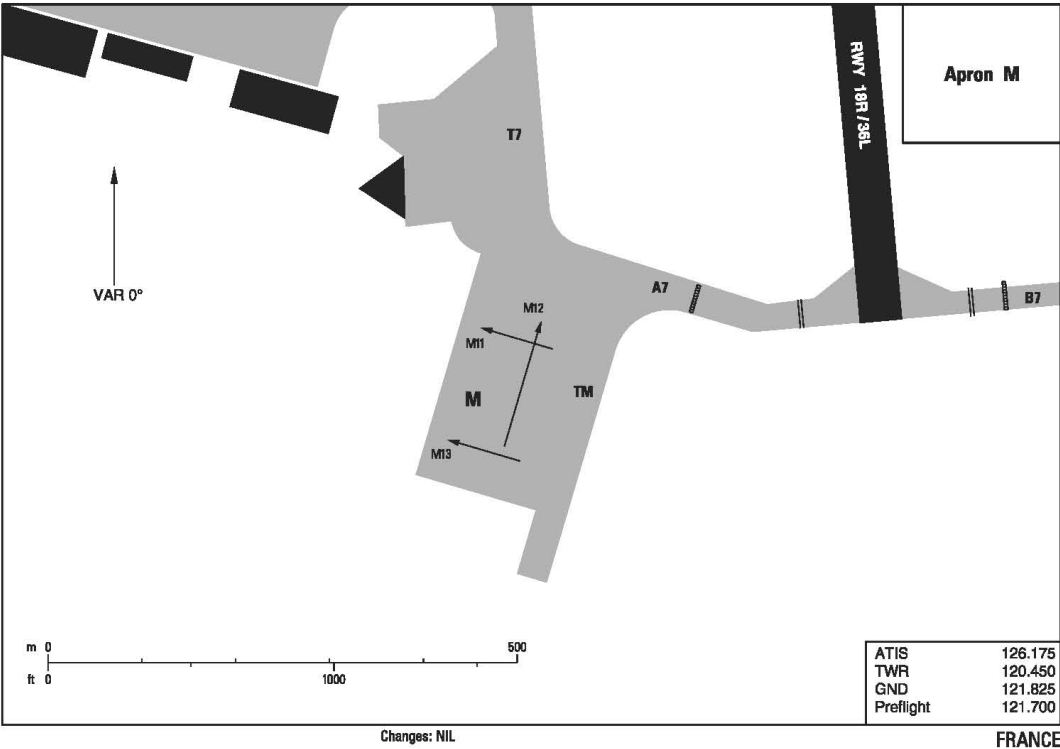 Apron M
RWY 18R/36L
T7
VAR 0°
A7
B7
M12
M11
M
TM
M13
m 0 500
ft 0 1000
ATIS 126.175
TWR 120.450
GND 121.825
Preflight 121.700
Changes: NIL
FRANCE